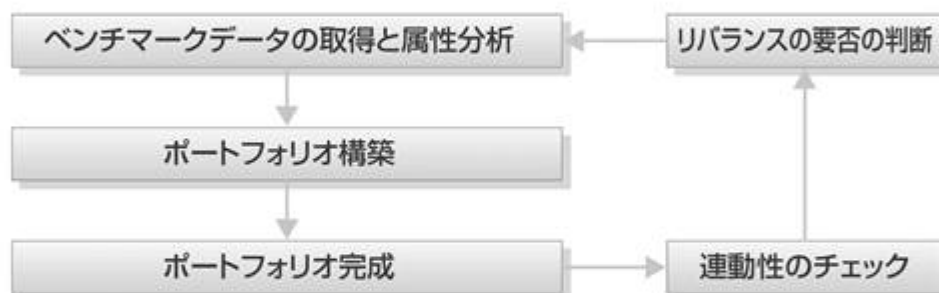 ベンチマークデータの取得と属性分析
リバランスの要否の判断
ポートフォリオ構築
ポートフォリオ完成
連動性のチェック